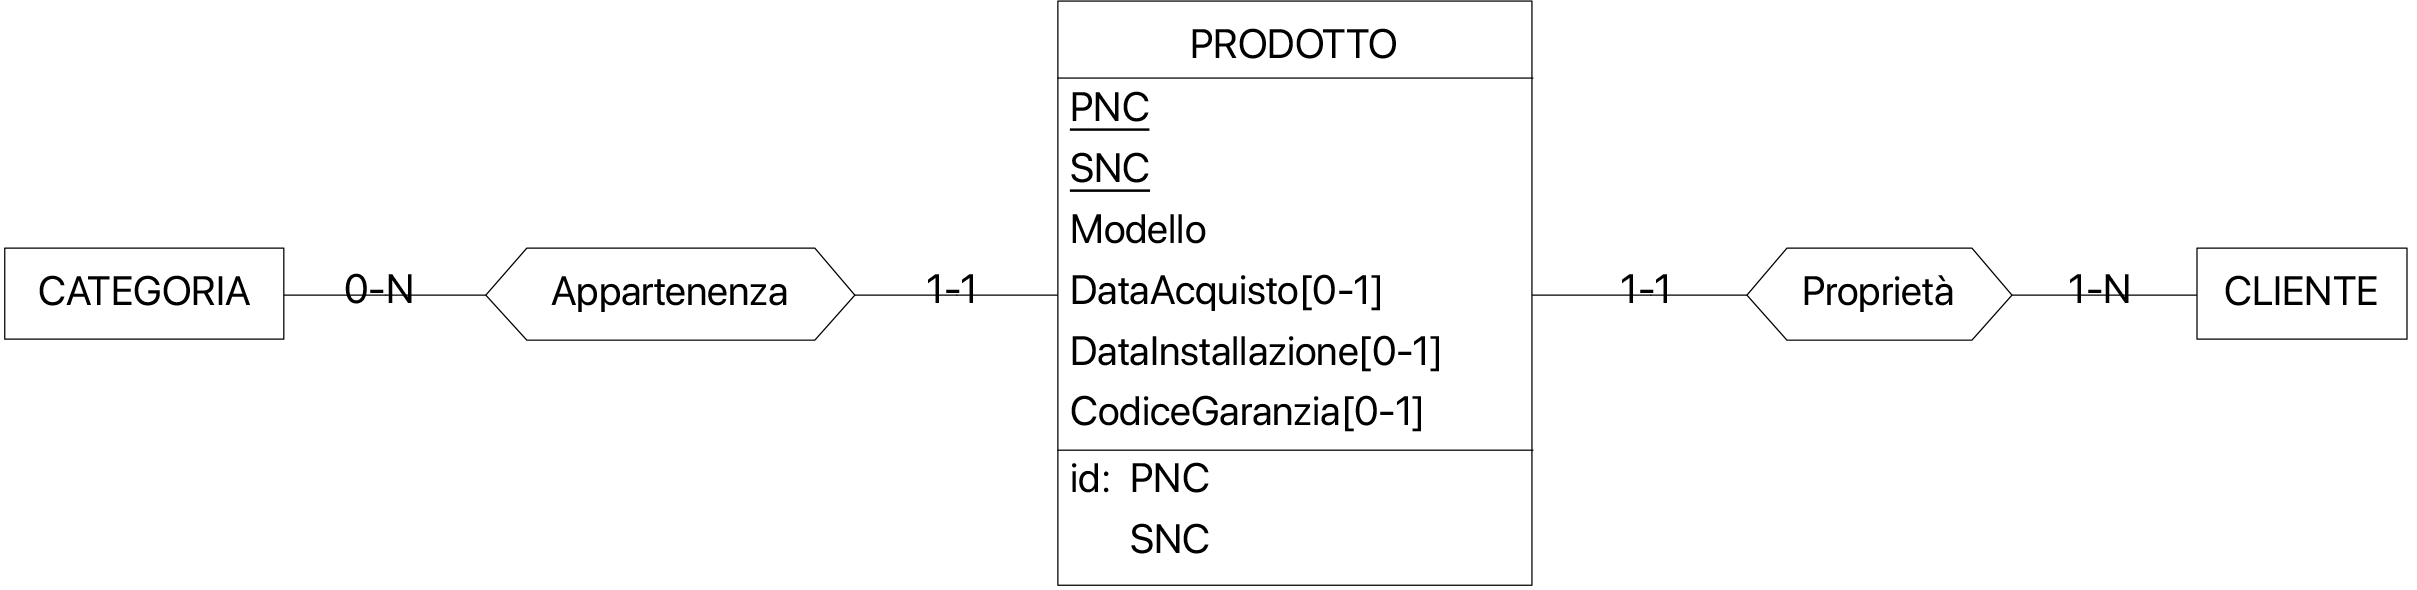 PRODOTTO
PNC
SNC
Modello
DataAcquisto[0-1]
DataInstallazione[0-1]
CodiceGaranzia[0-1]
id: PNC
SNC
CATEGORIA
0-N
Appartenenza
1-1
1-1
Proprietà
1-N
CLIENTE